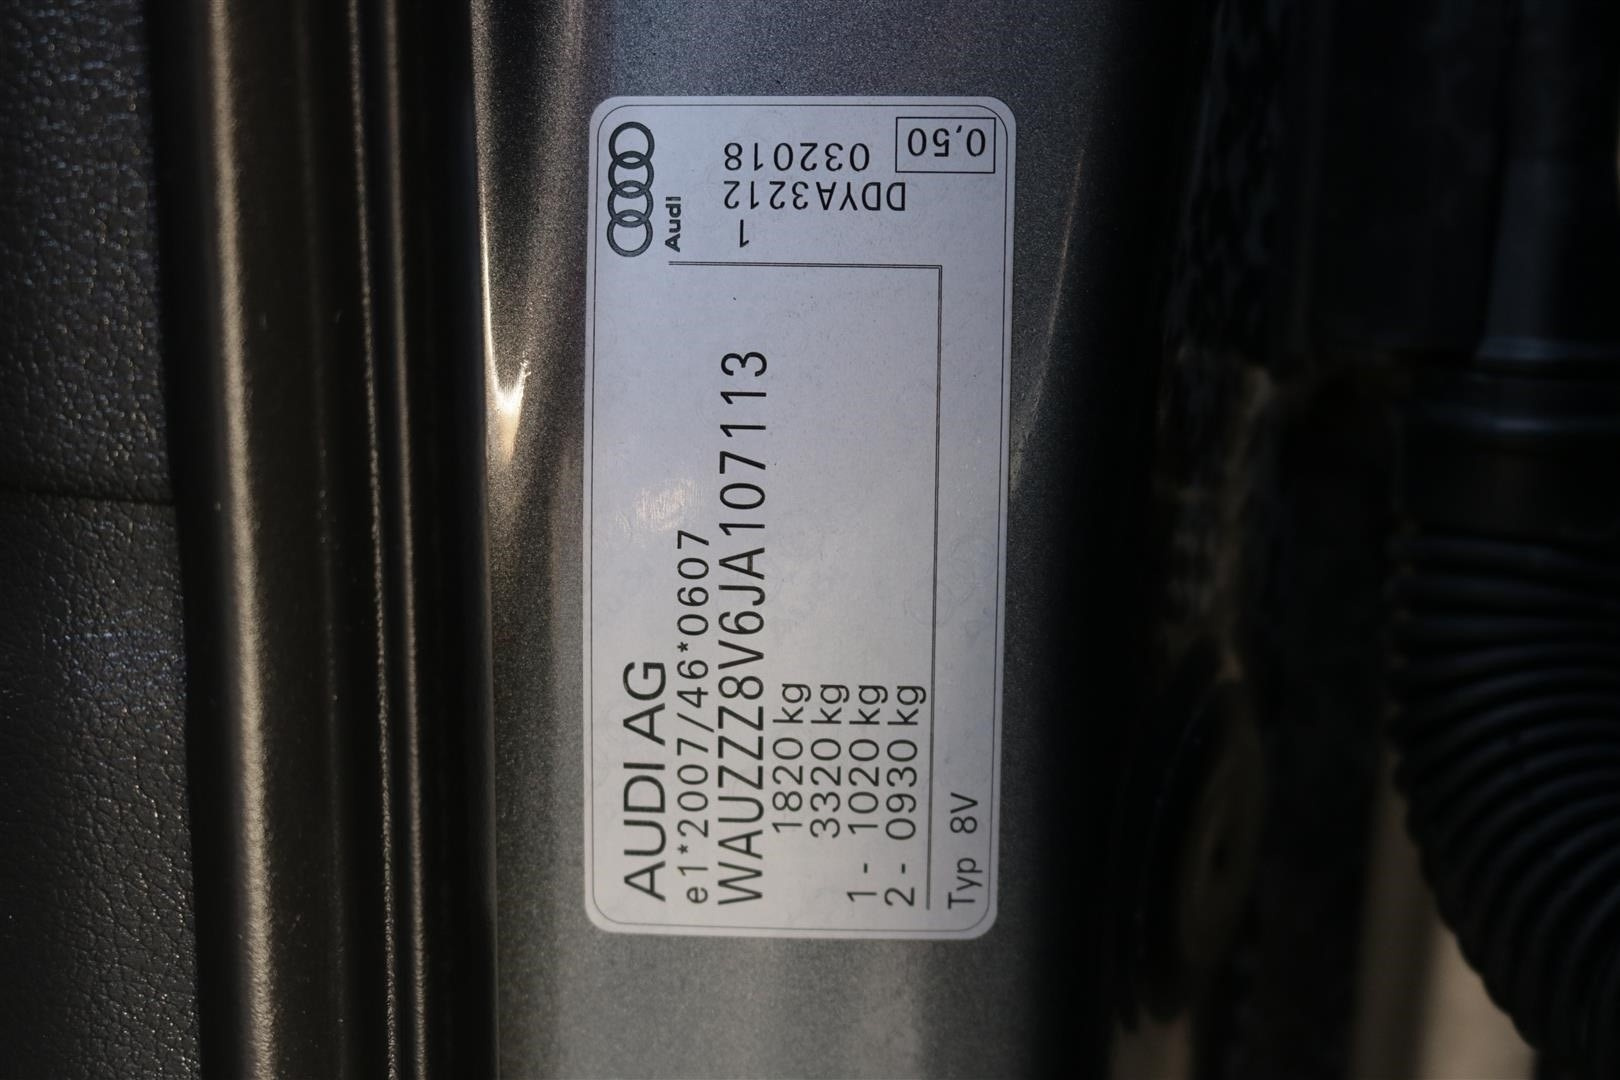 AUDI AG
e1*2007/46*0607
WAUZZZ8V6JA107113
1820 kg
3320 kg
1 - 1020 kg
2 - 0930 kg
Typ 8V
Audi
1
DDYA3212
032018
0,50